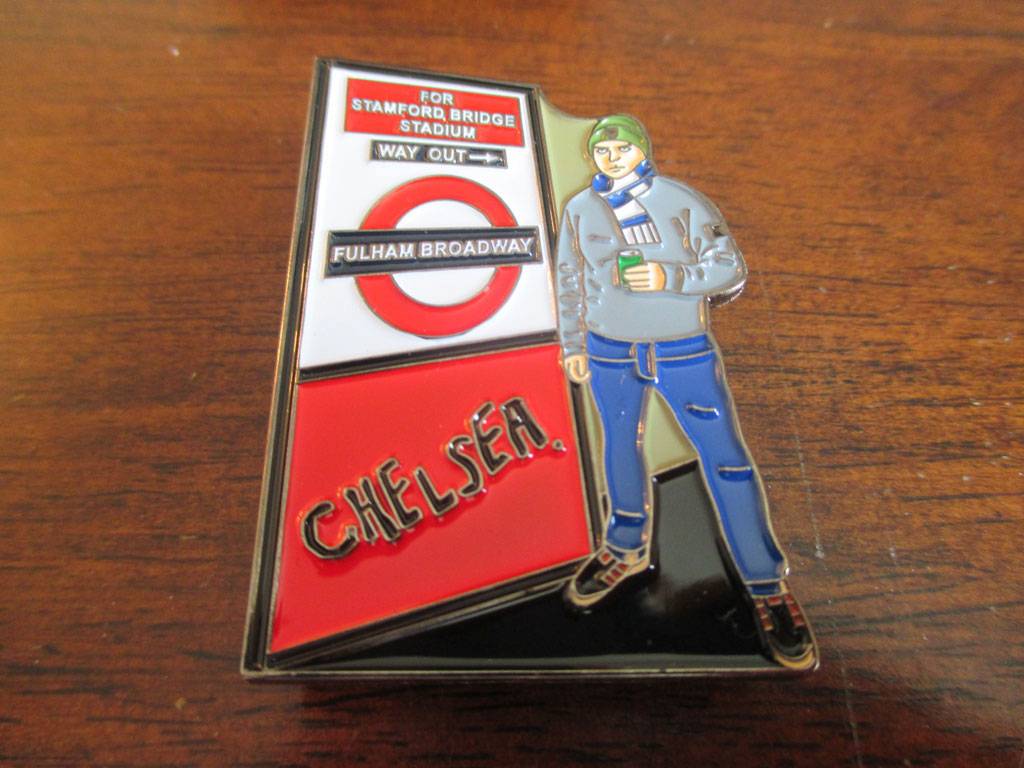 FOR
STAMFORD BRIDGE
STADIUM
WAY OUT →
FULHAM BROADWAY
CHELSEA.